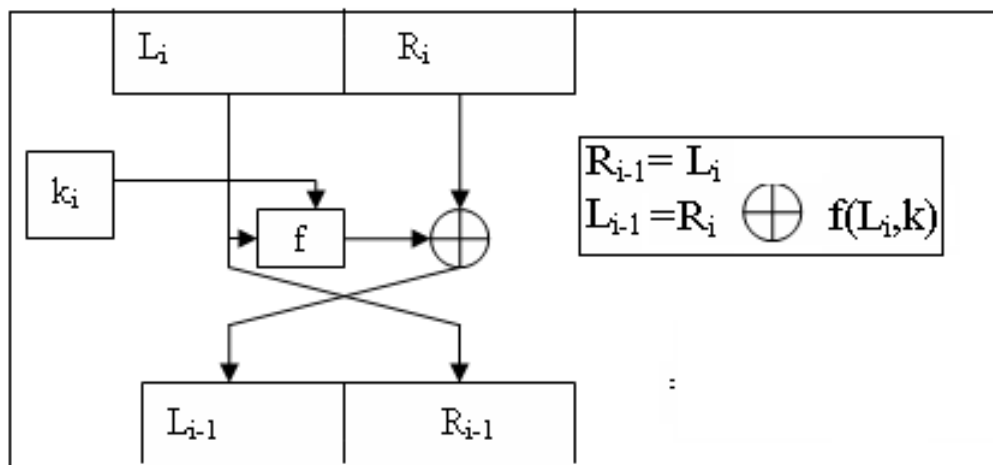 Lᵢ Rᵢ
kᵢ
f
Rᵢ₋₁= Lᵢ
Lᵢ₋₁ =Rᵢ ⊕ f(Lᵢ,k)
Lᵢ₋₁ Rᵢ₋₁
: